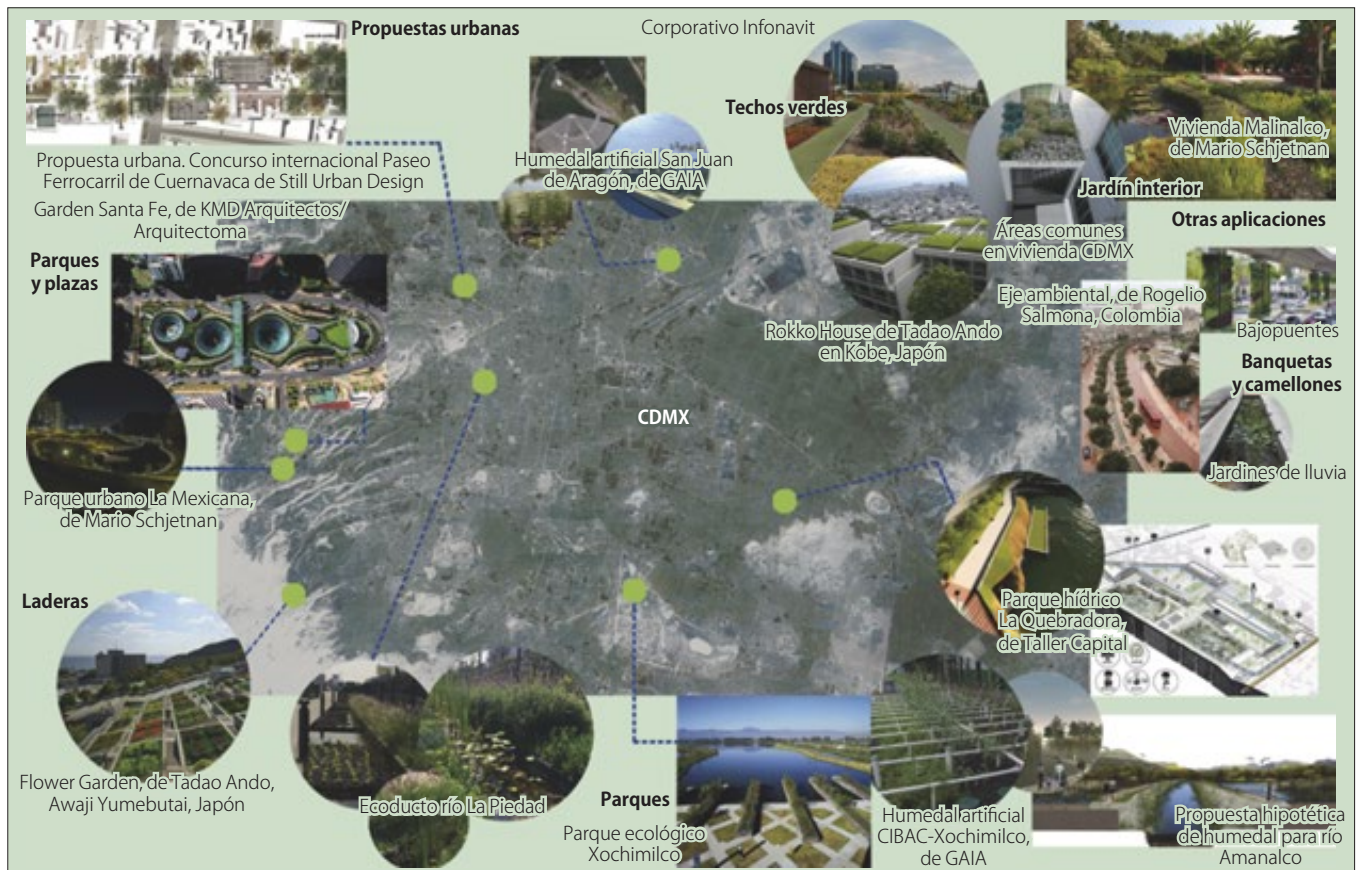 Propuestas urbanas
Corporativo Infonavit
Techos verdes
Propuesta urbana. Concurso internacional Paseo
Ferrocarril de Cuernavaca de Still Urban Design
Humedal artificial San Juan
de Aragón, de GAIA
Vivienda Malinalco,
de Mario Schjetnan
Jardín interior
Garden Santa Fe, de KMD Arquitectos/
Arquitectoma
Otras aplicaciones
Áreas comunes
en vivienda CDMX
Parques
y plazas
Eje ambiental, de Rogelio
Salmona, Colombia
Rokko House de Tadao Ando
en Kobe, Japón
Bajopuentes
Banquetas
y camellones
CDMX
Jardines de lluvia
Parque urbano La Mexicana,
de Mario Schjetnan
Laderas
Parque hídrico
La Quebradora,
de Taller Capital
Flower Garden, de Tadao Ando,
Awaji Yumebutai, Japón
Ecoducto río La Piedad
Parques
Parque ecológico
Xochimilco
Humedal artificial
CIBAC-Xochimilco,
de GAIA
Propuesta hipotética
de humedal para río
Amanalco